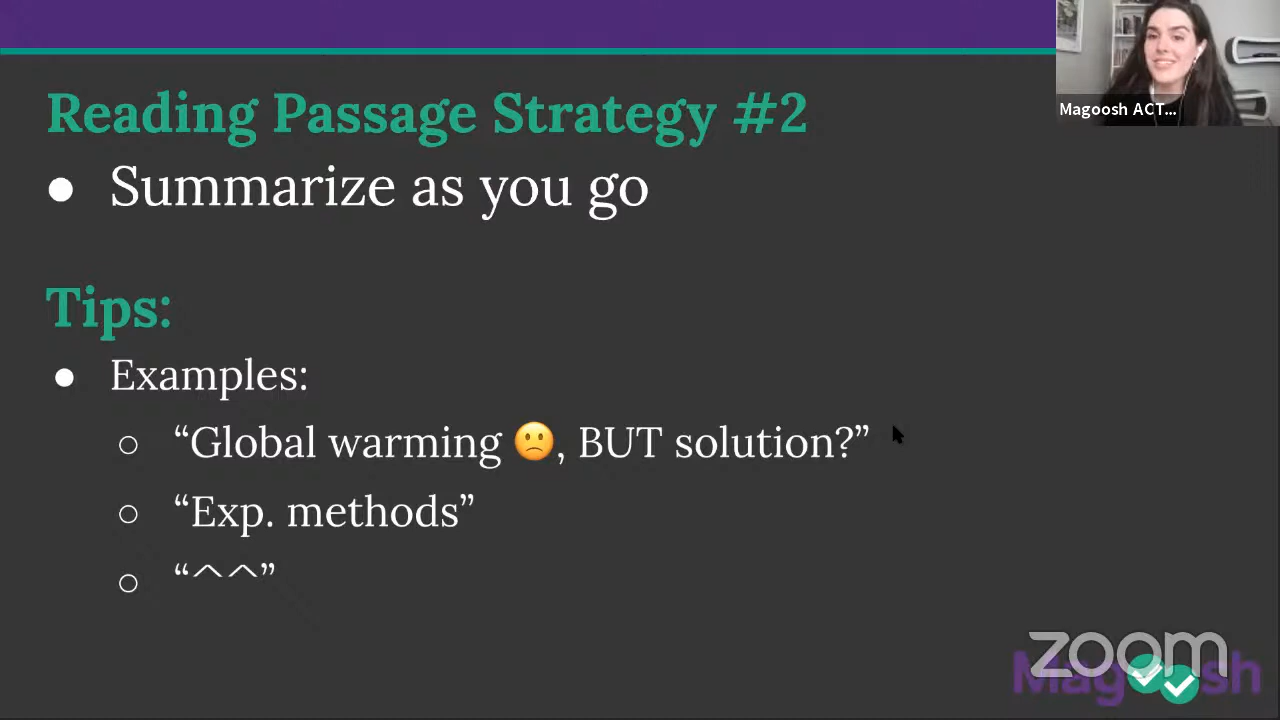 Magoosh ACT...
Reading Passage Strategy #2
● Summarize as you go
Tips:
● Examples:
○ “Global warming 🙁, BUT solution?”
○ “Exp. methods”
○ “^^”
zoom
Magoosh